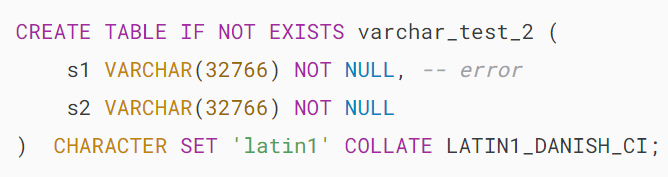 CREATE TABLE IF NOT EXISTS varchar_test_2 (
    s1 VARCHAR(32766) NOT NULL, -- error
    s2 VARCHAR(32766) NOT NULL
)  CHARACTER SET 'latin1' COLLATE LATIN1_DANISH_CI;